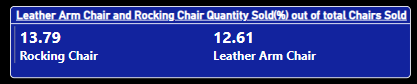 Leather Arm Chair and Rocking Chair Quantity Sold(%) out of total Chairs Sold
13.79 12.61
Rocking Chair Leather Arm Chair